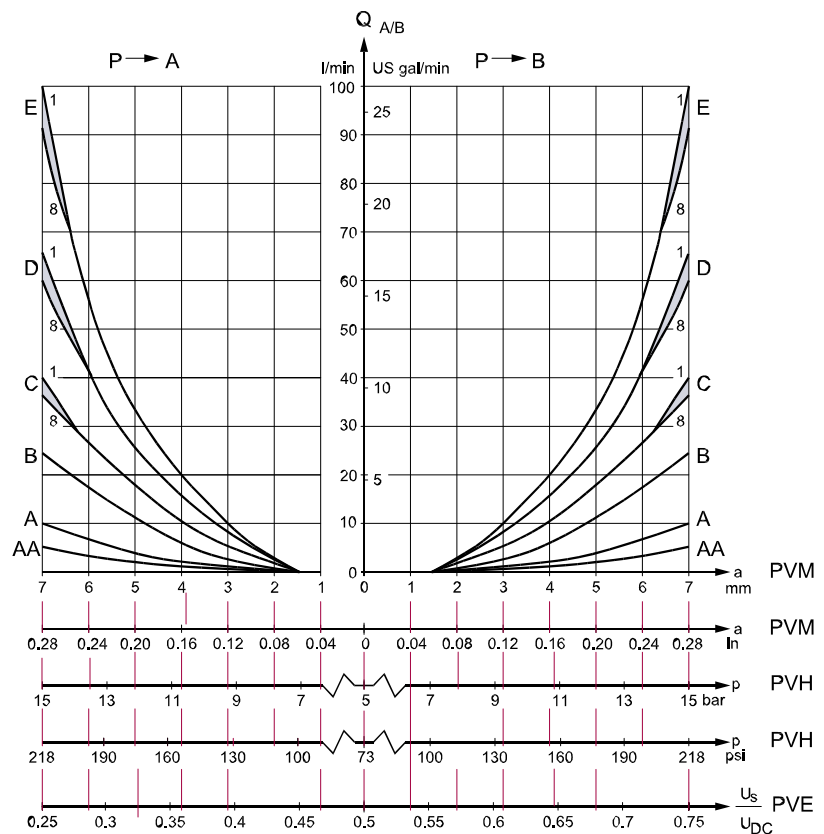 Q A/B
P → A
l/min
US gal/min
P → B
E 1 100 25 1 E
90
80
8 20 8
70
D 1 1 D
60 15
8 50 8
C 1 40 10 1 C
8 30 8
B 20 5 B
A 10 A
AA 0 AA
7 6 5 4 3 2 1 0 1 2 3 4 5 6 7 a mm PVM
0.28 0.24 0.20 0.16 0.12 0.08 0.04 0 0.04 0.08 0.12 0.16 0.20 0.24 0.28 a In PVM
15 13 11 9 7 5 7 9 11 13 15 p bar PVH
218 190 160 130 100 73 100 130 160 190 218 p psi PVH
0.25 0.3 0.35 0.4 0.45 0.5 0.55 0.6 0.65 0.7 0.75 US UDC PVE